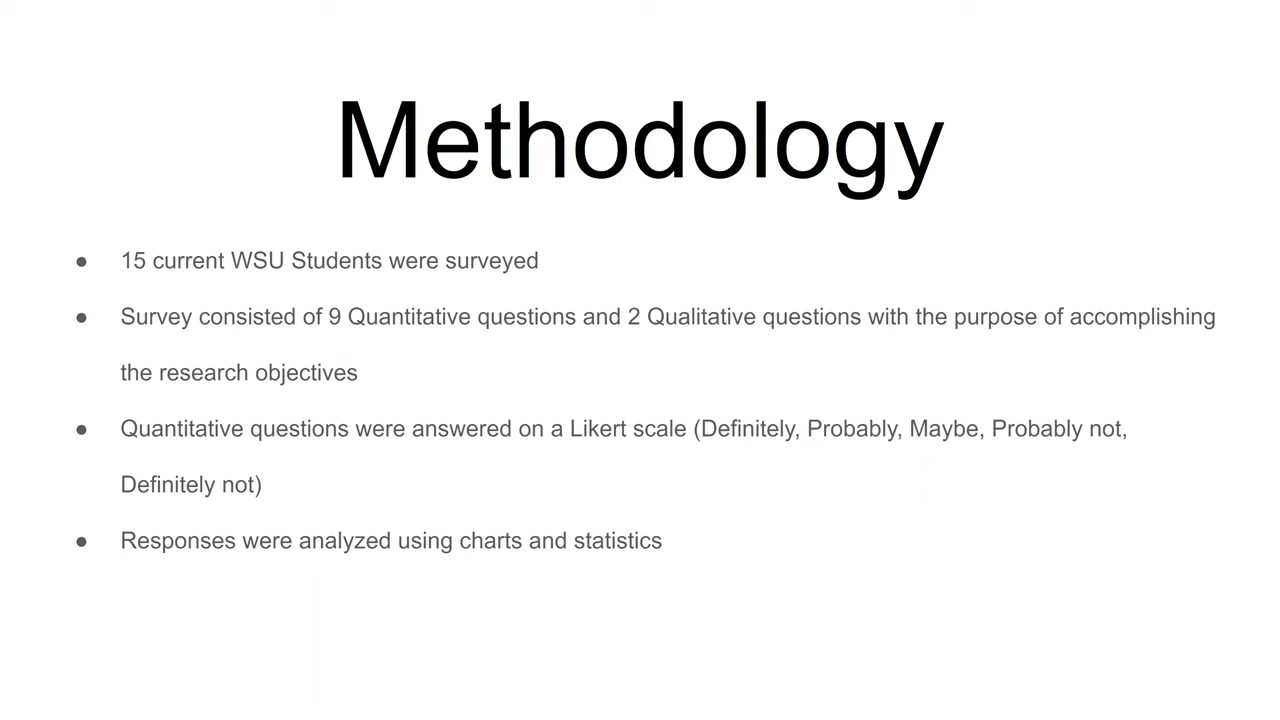 Methodology
● 15 current WSU Students were surveyed
● Survey consisted of 9 Quantitative questions and 2 Qualitative questions with the purpose of accomplishing
the research objectives
● Quantitative questions were answered on a Likert scale (Definitely, Probably, Maybe, Probably not,
Definitely not)
● Responses were analyzed using charts and statistics